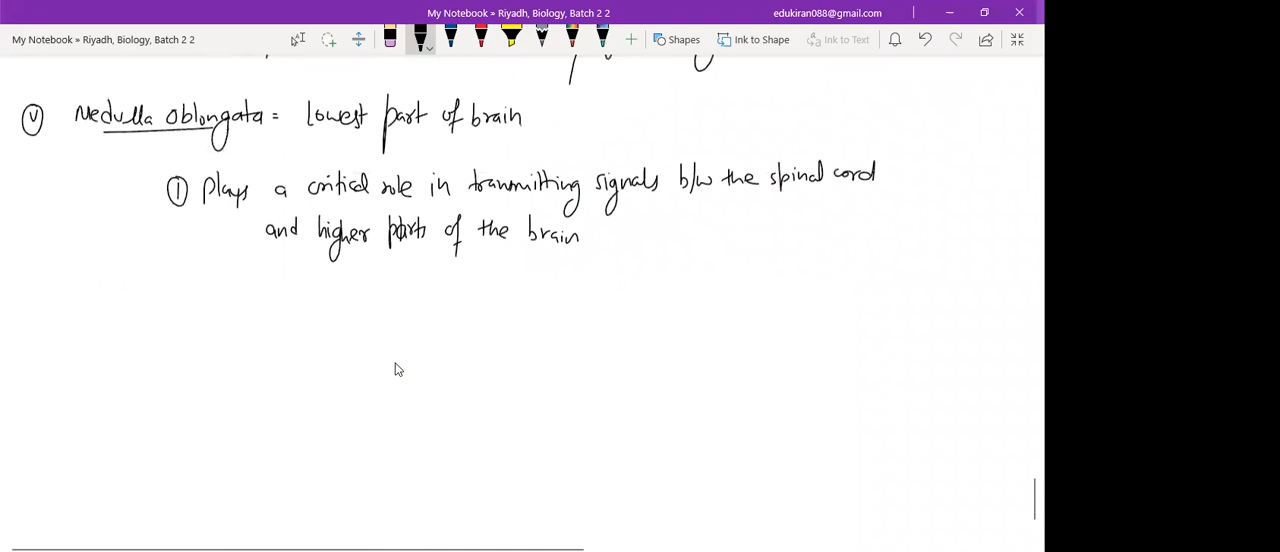 My Notebook » Riyadh, Biology, Batch 2 2
edukiran088@gmail.com
My Notebook » Riyadh, Biology, Batch 2 2
Shapes
Ink to Shape
Ink to Text
V Medulla oblongata = lowest part of brain
1 plays a critical role in transmitting signals b/w the spinal cord
and higher parts of the brain